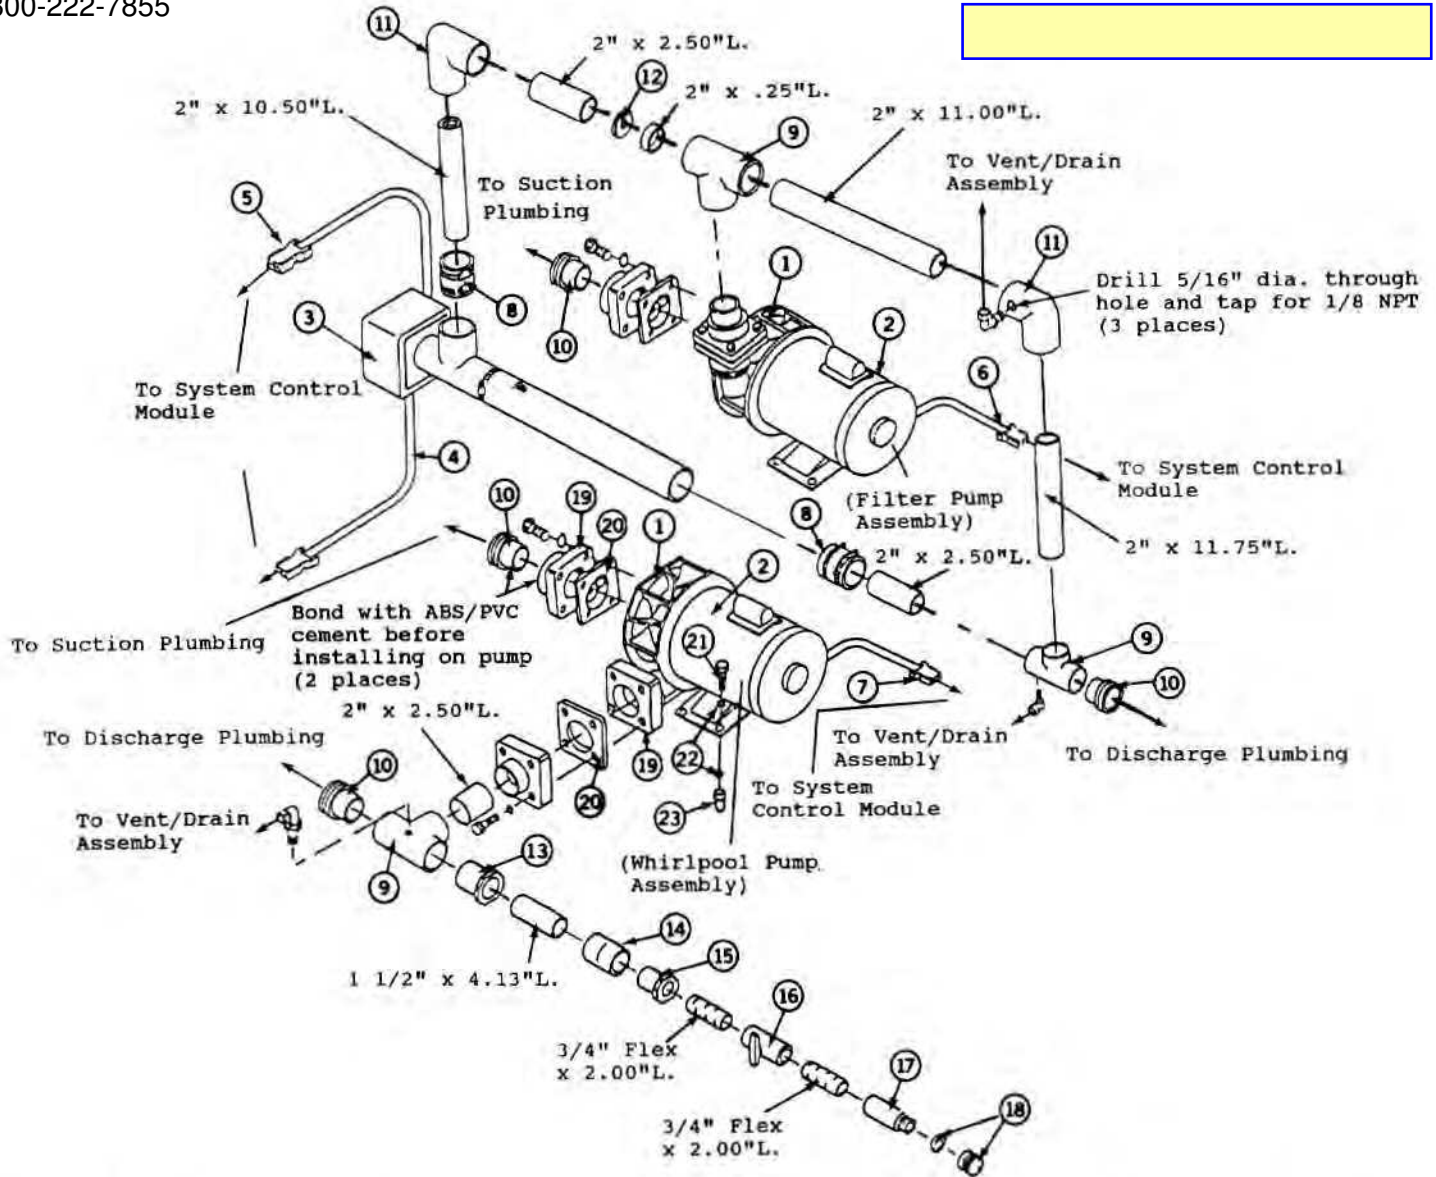 800-222-7855
11
2" x 2.50"L.
12
2" x .25"L.
2" x 10.50"L.
9
2" x 11.00"L.
To Vent/Drain
Assembly
5
To Suction
Plumbing
11
1
Drill 5/16" dia. through
hole and tap for 1/8 NPT
(3 places)
8
3
10
2
6
To System Control
Module
4
To System Control
Module
10
19
20
1
(Filter Pump
Assembly)
8
2" x 2.50"L.
2" x 11.75"L.
2
Bond with ABS/PVC
cement before
installing on pump
(2 places)
To Suction Plumbing
21
9
7
10
2" x 2.50"L.
To Discharge Plumbing
To Vent/Drain
Assembly
To Discharge Plumbing
10
19
22
20
23
To System
Control Module
To Vent/Drain
Assembly
13
9
(Whirlpool Pump
Assembly)
14
15
1 1/2" x 4.13"L.
16
3/4" Flex
x 2.00"L.
17
18
3/4" Flex
x 2.00"L.